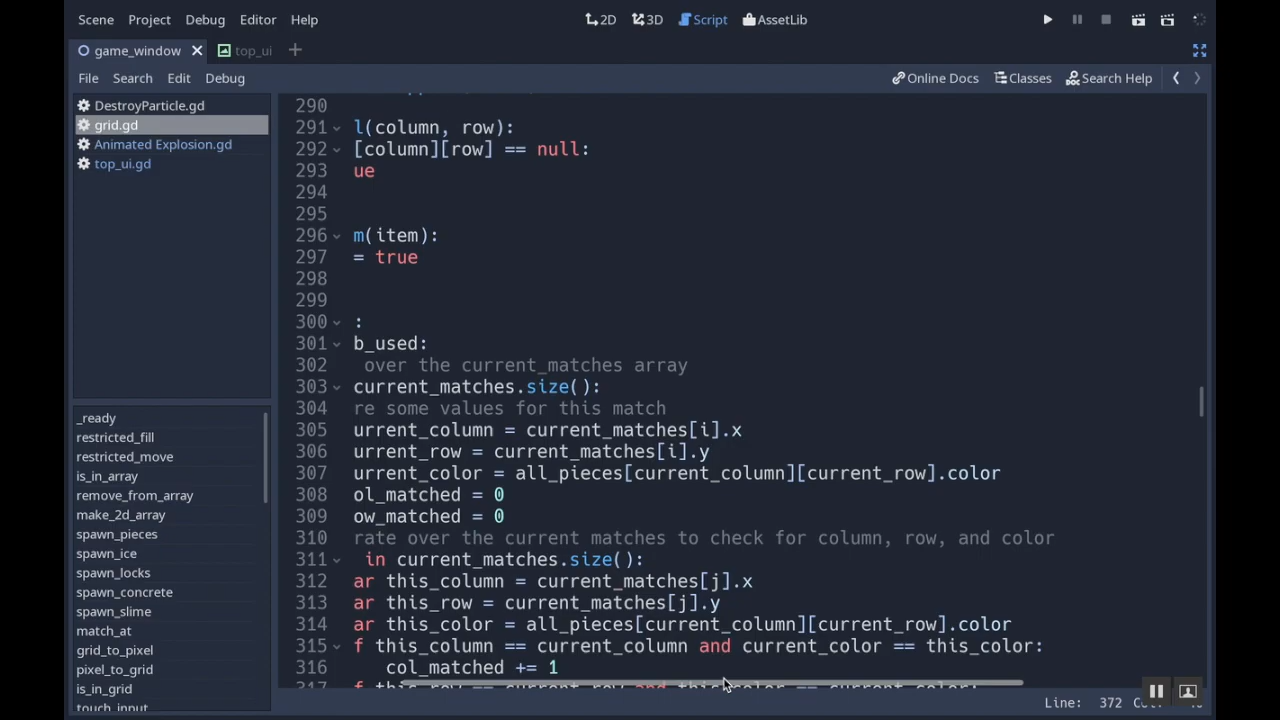 Scene Project Debug Editor Help 2D 3D Script AssetLib
game_window top_ui
File Search Edit Debug Online Docs Classes Search Help
DestroyParticle.gd
grid.gd
Animated Explosion.gd
top_ui.gd
_ready
restricted_fill
restricted_move
is_in_array
remove_from_array
make_2d_array
spawn_pieces
spawn_ice
spawn_locks
spawn_concrete
spawn_slime
match_at
grid_to_pixel
pixel_to_grid
is_in_grid
touch_input
290
291 l(column, row):
292 [column][row] == null:
293 ue
294
295
296 m(item):
297 = true
298
299
300 :
301 b_used:
302 over the current_matches array
303 current_matches.size():
304 re some values for this match
305 urrent_column = current_matches[i].x
306 urrent_row = current_matches[i].y
307 urrent_color = all_pieces[current_column][current_row].color
308 ol_matched = 0
309 ow_matched = 0
310 rate over the current matches to check for column, row, and color
311 in current_matches.size():
312 ar this_column = current_matches[j].x
313 ar this_row = current_matches[j].y
314 ar this_color = all_pieces[current_column][current_row].color
315 f this_column == current_column and current_color == this_color:
316 col_matched += 1
317 f this_row == current_row and this_color == current_color:
Line: 372